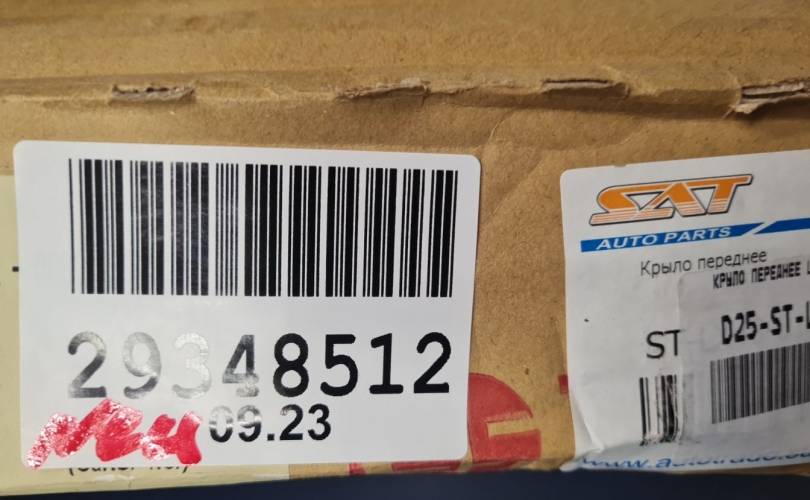 29348512
09.23
SAT
AUTO PARTS
Крыло переднее
КРЫЛО ПЕРЕДНЕЕ
ST
D25-ST-